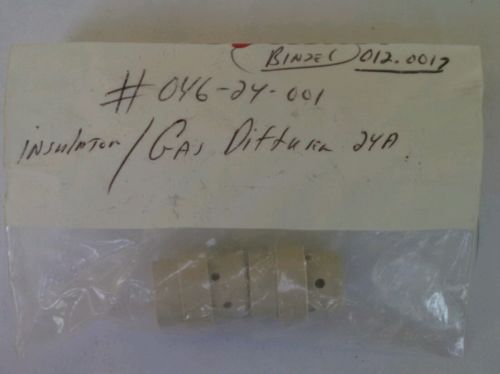 (BINZEL) 012.0017
# 046-24-001
insulator / Gas Diffuser 24A